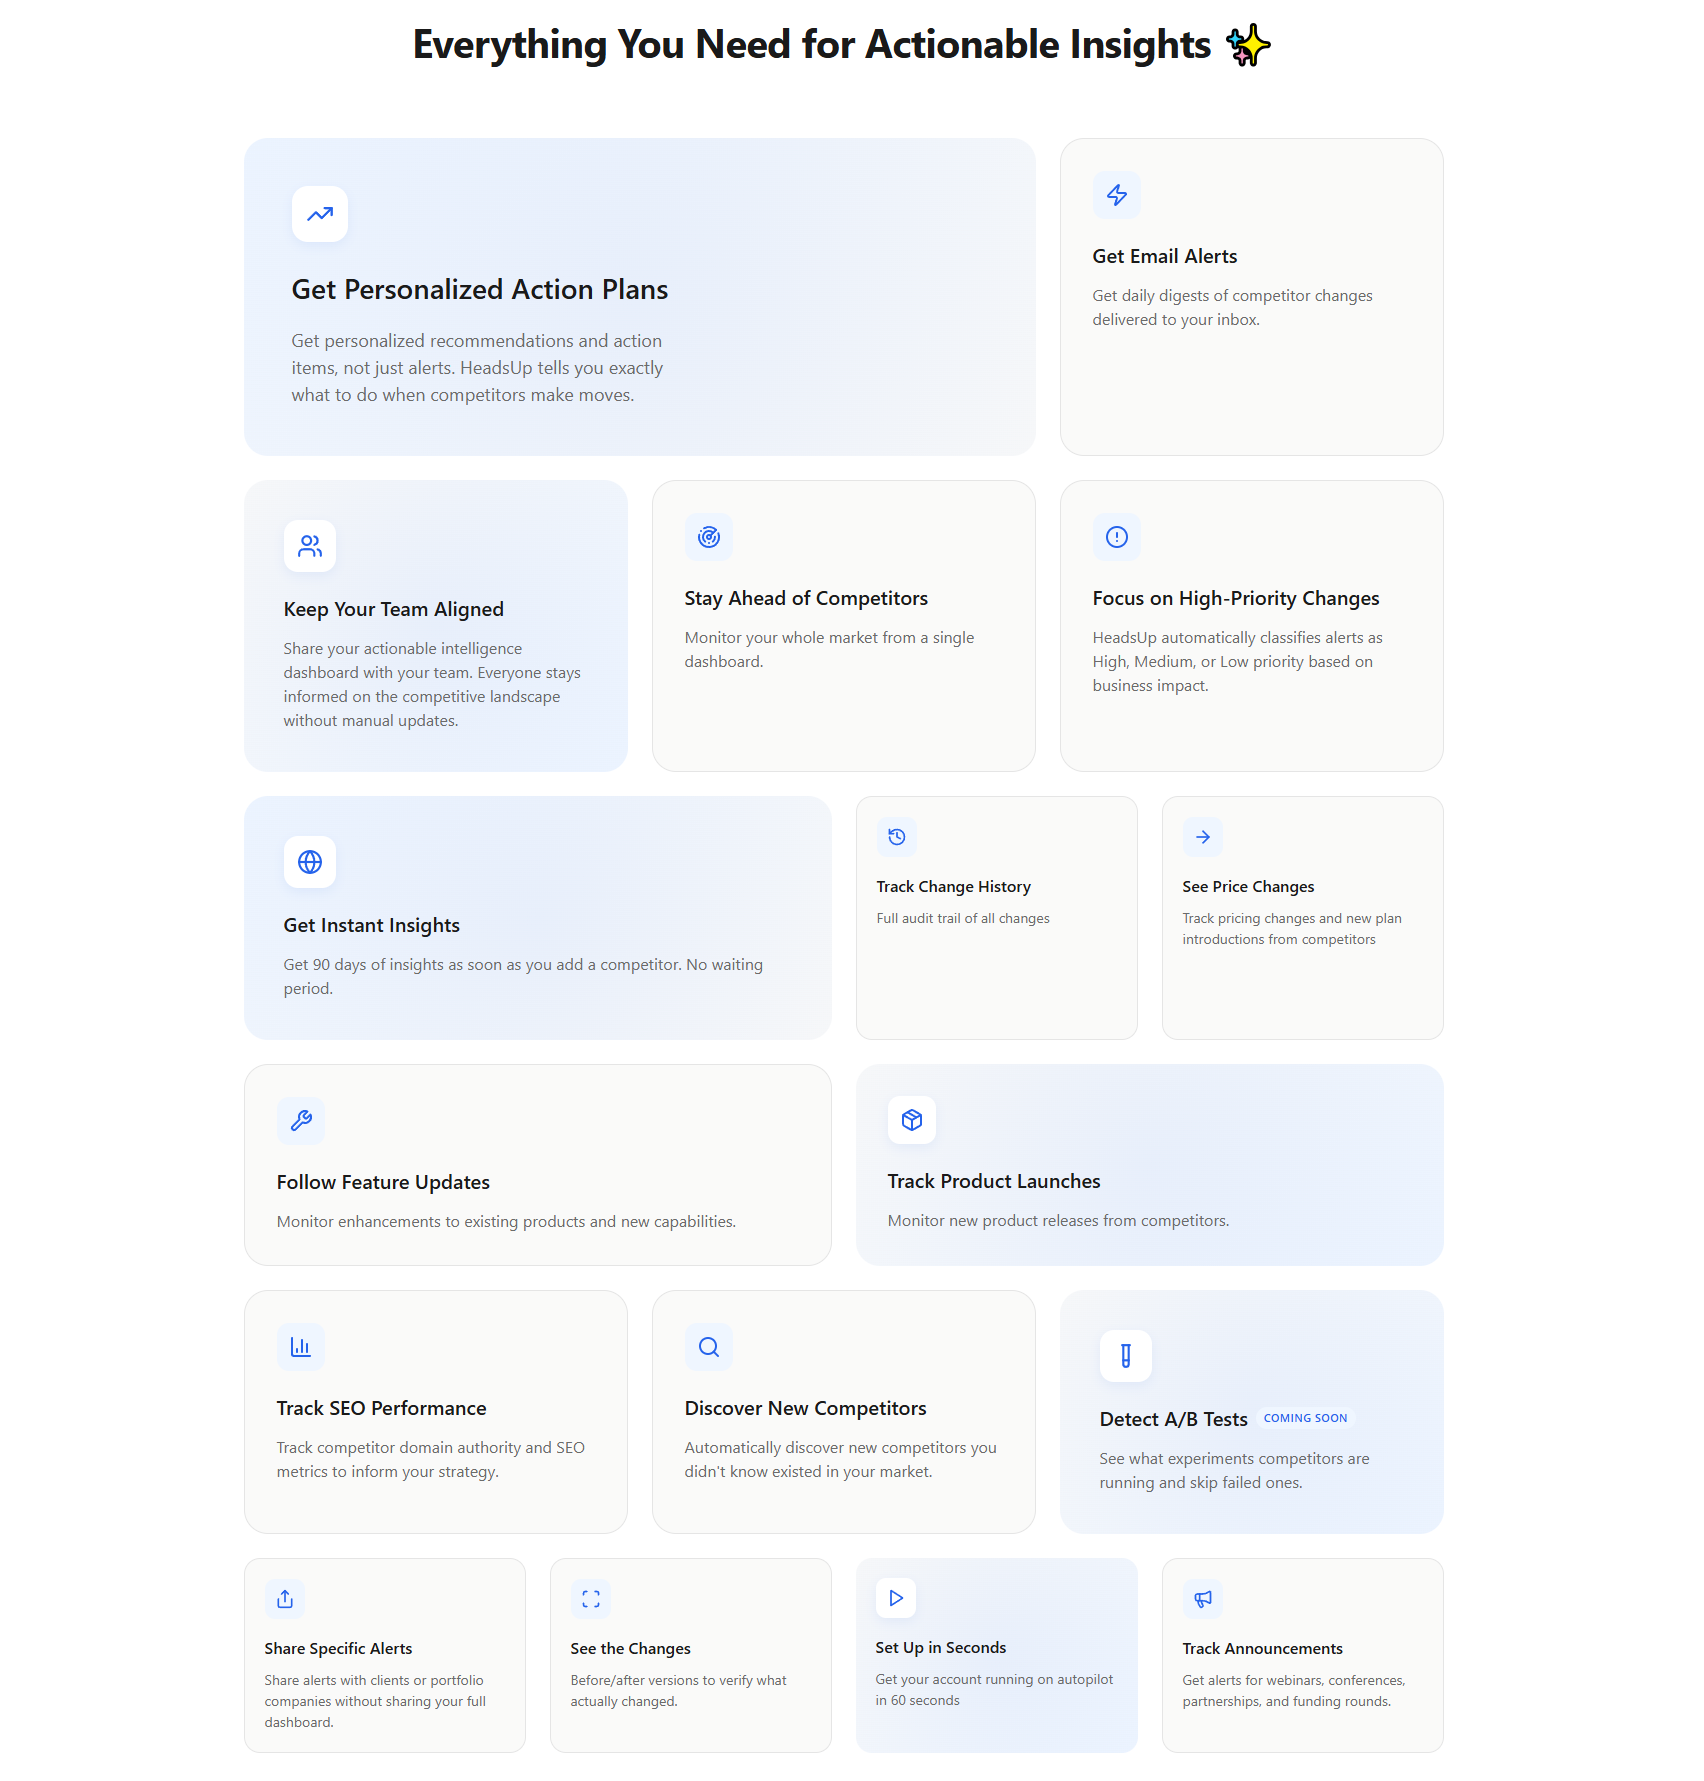 Everything You Need for Actionable Insights ✨
Get Personalized Action Plans
Get personalized recommendations and action
items, not just alerts. HeadsUp tells you exactly
what to do when competitors make moves.
Get Email Alerts
Get daily digests of competitor changes
delivered to your inbox.
Keep Your Team Aligned
Share your actionable intelligence
dashboard with your team. Everyone stays
informed on the competitive landscape
without manual updates.
Stay Ahead of Competitors
Monitor your whole market from a single
dashboard.
Focus on High-Priority Changes
HeadsUp automatically classifies alerts as
High, Medium, or Low priority based on
business impact.
Get Instant Insights
Get 90 days of insights as soon as you add a competitor. No waiting
period.
Track Change History
Full audit trail of all changes
See Price Changes
Track pricing changes and new plan
introductions from competitors
Follow Feature Updates
Monitor enhancements to existing products and new capabilities.
Track Product Launches
Monitor new product releases from competitors.
Track SEO Performance
Track competitor domain authority and SEO
metrics to inform your strategy.
Discover New Competitors
Automatically discover new competitors you
didn't know existed in your market.
Detect A/B Tests COMING SOON
See what experiments competitors are
running and skip failed ones.
Share Specific Alerts
Share alerts with clients or portfolio
companies without sharing your full
dashboard.
See the Changes
Before/after versions to verify what
actually changed.
Set Up in Seconds
Get your account running on autopilot
in 60 seconds
Track Announcements
Get alerts for webinars, conferences,
partnerships, and funding rounds.